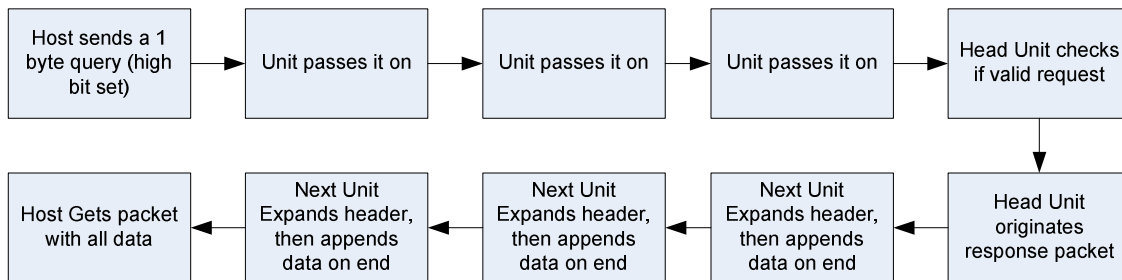 Host sends a 1
byte query (high
bit set)
Unit passes it on
Unit passes it on
Unit passes it on
Head Unit checks
if valid request
Host Gets packet
with all data
Next Unit
Expands header,
then appends
data on end
Next Unit
Expands header,
then appends
data on end
Next Unit
Expands header,
then appends
data on end
Head Unit
originates
response packet